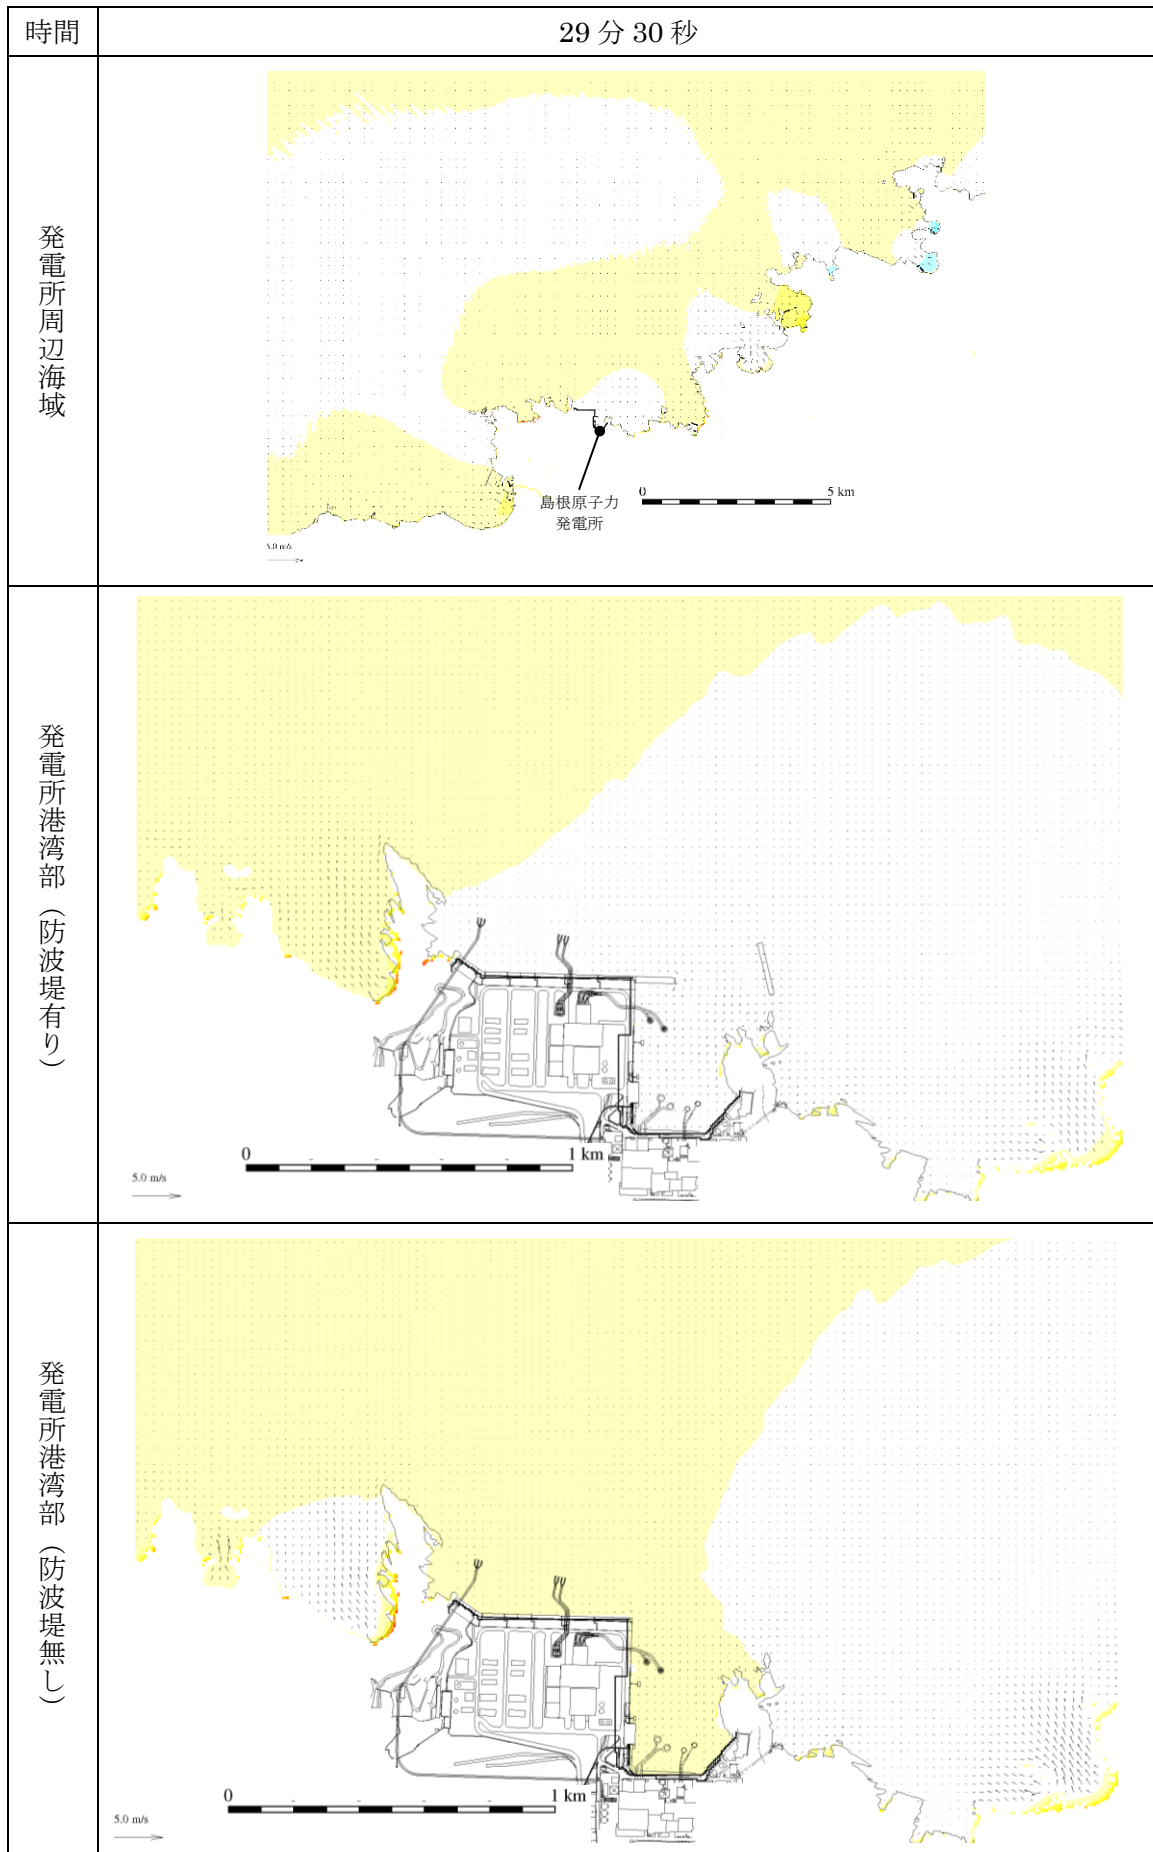 時間
29分30秒
発電所周辺海域
島根原子力
発電所
0 5 km
5.0 m/s
発電所港湾部（防波堤有り）
0 1 km
5.0 m/s
発電所港湾部（防波堤無し）
0 1 km
5.0 m/s